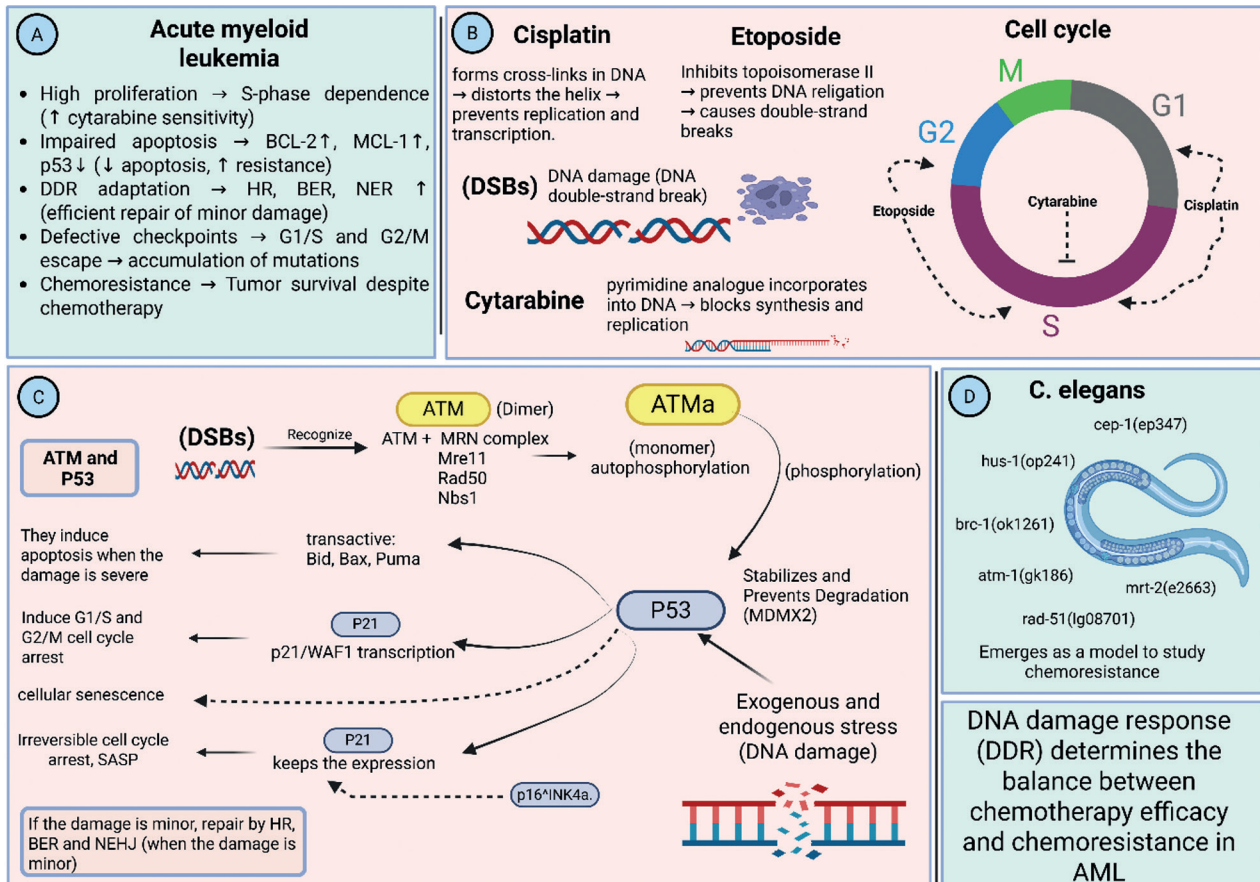 A
Acute myeloid
leukemia
• High proliferation → S-phase dependence
(↑ cytarabine sensitivity)
• Impaired apoptosis → BCL-2↑, MCL-1↑,
p53↓ (↓ apoptosis, ↑ resistance)
• DDR adaptation → HR, BER, NER ↑
(efficient repair of minor damage)
• Defective checkpoints → G1/S and G2/M
escape → accumulation of mutations
• Chemoresistance → Tumor survival despite
chemotherapy
B
Cisplatin
forms cross-links in DNA
→ distorts the helix →
prevents replication and
transcription.
Etoposide
Inhibits topoisomerase II
→ prevents DNA religation
→ causes double-strand
breaks
(DSBs)
DNA damage (DNA
double-strand break)
Cytarabine
pyrimidine analogue incorporates
into DNA → blocks synthesis and
replication
Cell cycle
M
G1
G2
Etoposide
Cytarabine
Cisplatin
S
C
ATM and
P53
(DSBs)
Recognize
ATM
(Dimer)
ATM + MRN complex
Mre11
Rad50
Nbs1
ATMa
(monomer)
autophosphorylation
(phosphorylation)
They induce
apoptosis when the
damage is severe
transactive:
Bid, Bax, Puma
P53
Stabilizes and
Prevents Degradation
(MDMX2)
Induce G1/S and
G2/M cell cycle
arrest
P21
p21/WAF1 transcription
cellular senescence
Irreversible cell cycle
arrest, SASP
P21
keeps the expression
p16^INK4a.
Exogenous and
endogenous stress
(DNA damage)
If the damage is minor, repair by HR,
BER and NEHJ (when the damage is
minor)
D
C. elegans
cep-1(ep347)
hus-1(op241)
brc-1(ok1261)
atm-1(gk186)
mrt-2(e2663)
rad-51(lg08701)
Emerges as a model to study
chemoresistance
DNA damage response
(DDR) determines the
balance between
chemotherapy efficacy
and chemoresistance in
AML